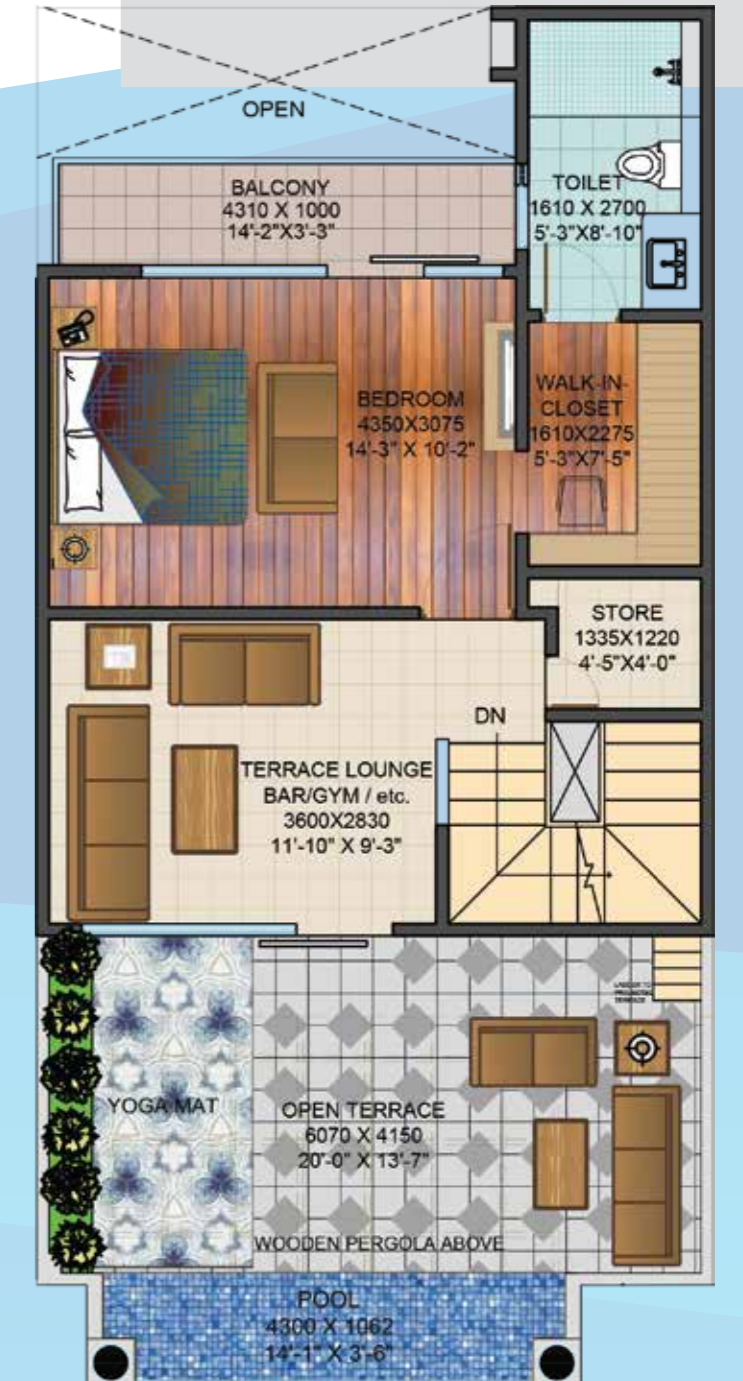 OPEN
BALCONY
4310 X 1000
14'-2"X3'-3"
TOILET
1610 X 2700
5'-3"X8'-10"
BEDROOM
4350X3075
14'-3" X 10'-2"
WALK-IN-
CLOSET
1610X2275
5'-3"X7'-5"
STORE
1335X1220
4'-5"X4'-0"
DN
TERRACE LOUNGE
BAR/GYM / etc.
3600X2830
11'-10" X 9'-3"
LADDER TO
TERRACE
YOGA MAT
OPEN TERRACE
6070 X 4150
20'-0" X 13'-7"
WOODEN PERGOLA ABOVE
POOL
4300 X 1062
14'-1" X 3'-6"